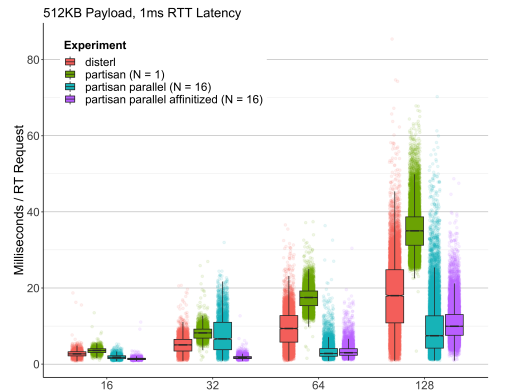 512KB Payload, 1ms RTT Latency
Experiment
disterl
partisan (N = 1)
partisan parallel (N = 16)
partisan parallel affinitized (N = 16)
Milliseconds / RT Request
80
60
40
20
0
16
32
64
128